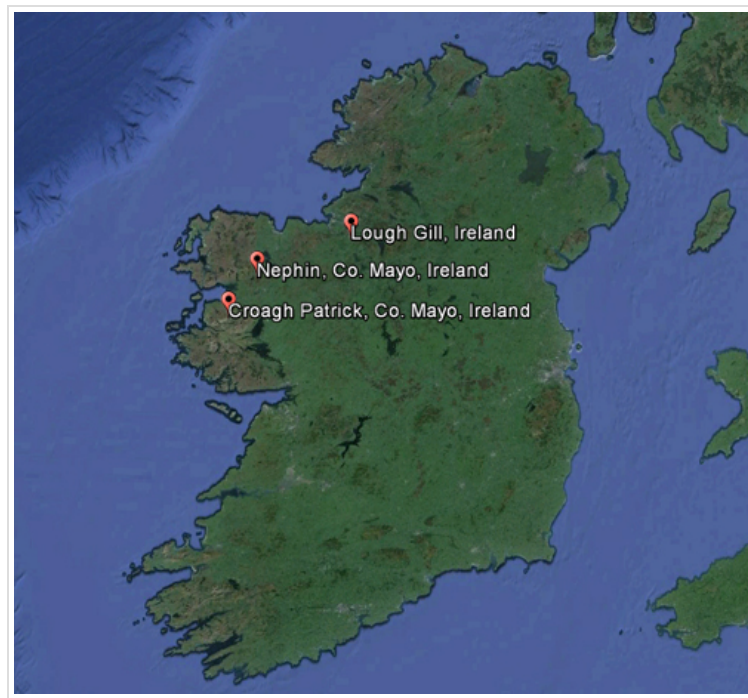 Lough Gill, Ireland
Nephin, Co. Mayo, Ireland
Croagh Patrick, Co. Mayo, Ireland